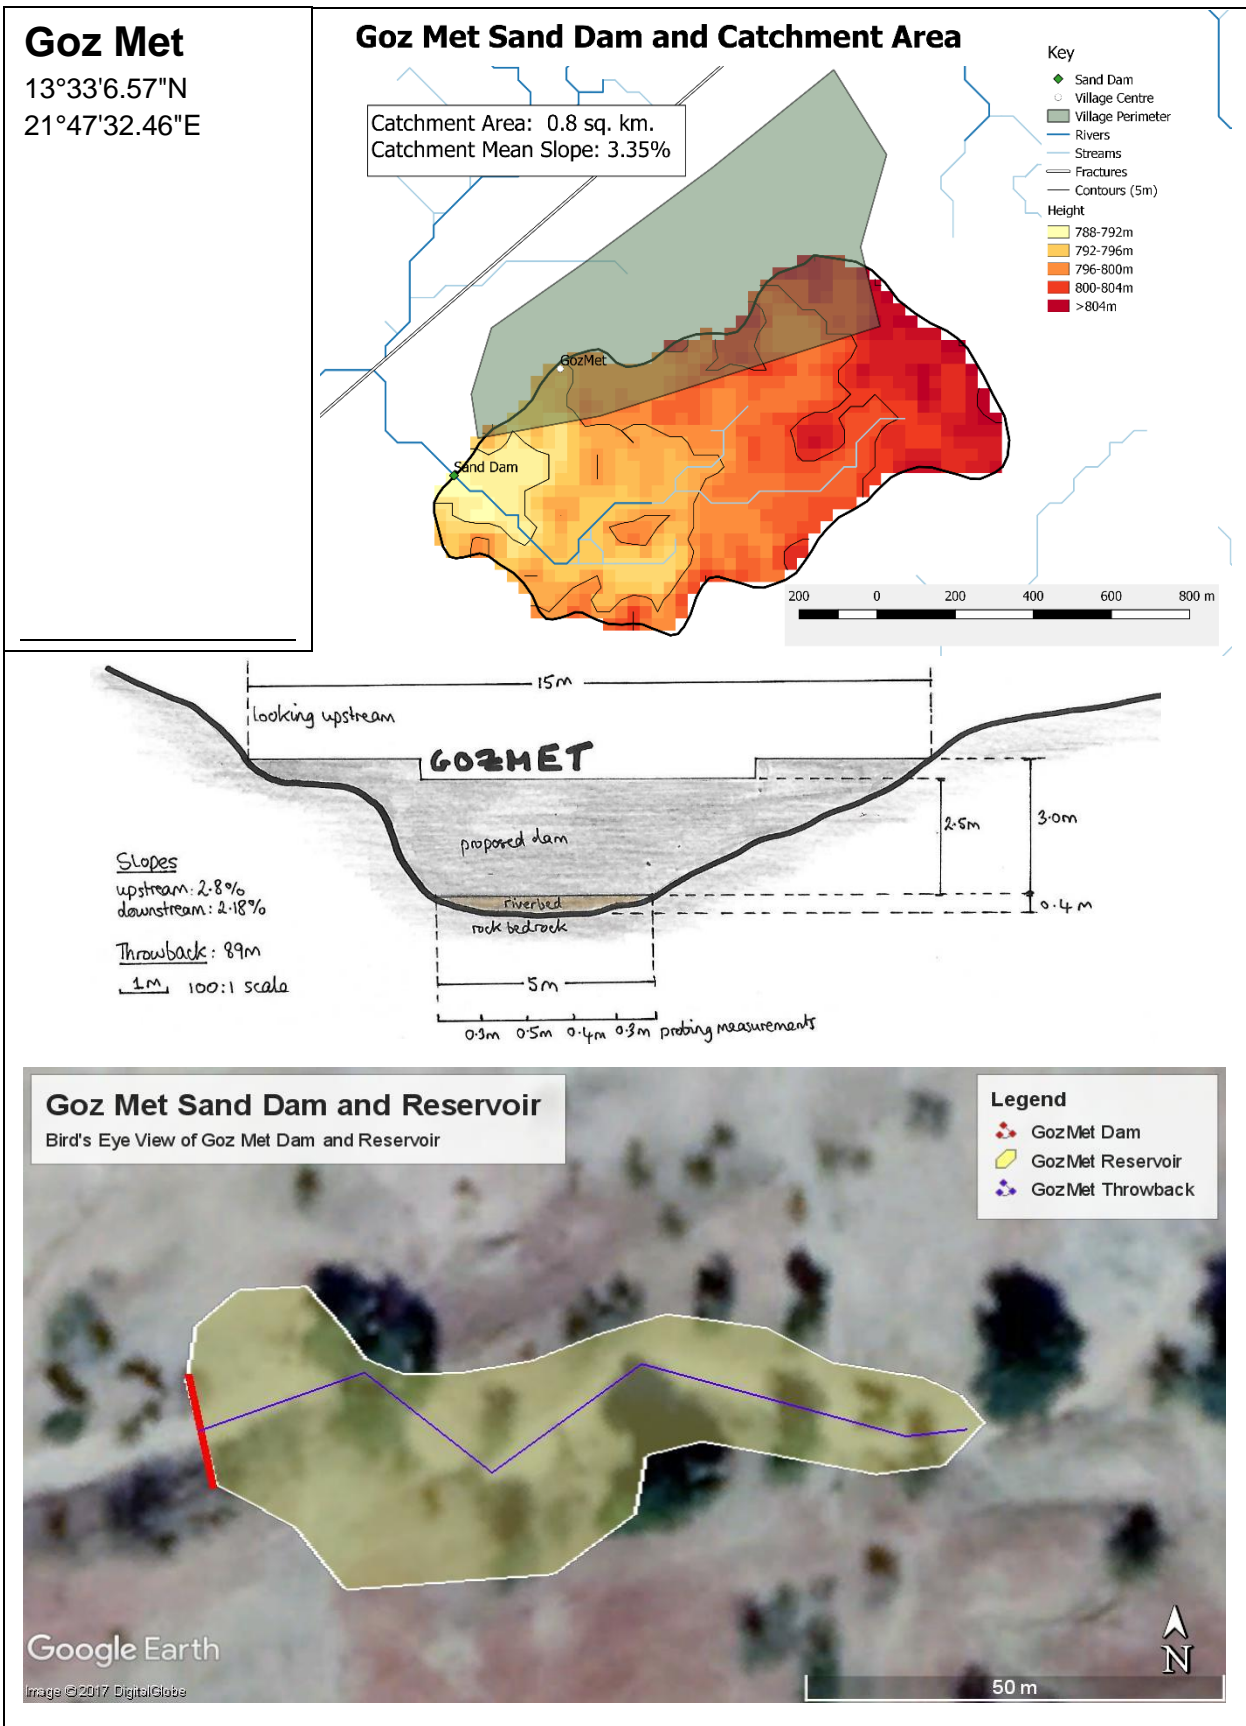 Goz Met
13°33'6.57"N
21°47'32.46"E
Goz Met Sand Dam and Catchment Area
Catchment Area: 0.8 sq. km.
Catchment Mean Slope: 3.35%
Key
Sand Dam
Village Centre
Village Perimeter
Rivers
Streams
Fractures
Contours (5m)
Height
788-792m
792-796m
796-800m
800-804m
>804m
GozMet
Sand Dam
200 0 200 400 600 800 m
15m
looking upstream
GOZMET
2.5m
3.0m
proposed dam
Slopes
upstream: 2.8%
downstream: 2.18%
riverbed
0.4m
rock bedrock
Throwback: 89m
1m 100:1 scale
5m
0.3m 0.5m 0.4m 0.3m probing measurements
Goz Met Sand Dam and Reservoir
Bird's Eye View of Goz Met Dam and Reservoir
Legend
GozMet Dam
GozMet Reservoir
GozMet Throwback
N
Google Earth
Image © 2017 DigitalGlobe
50 m